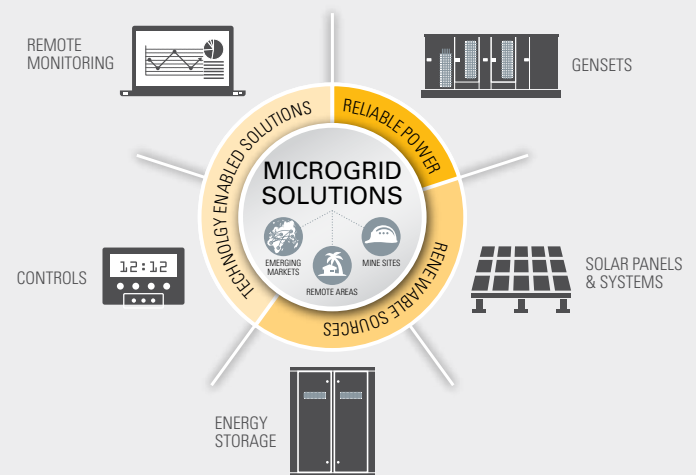 REMOTE
MONITORING
GENSETS
TECHNOLGY ENABLED SOLUTIONS
RELIABLE POWER
MICROGRID
SOLUTIONS
EMERGING
MARKETS
REMOTE AREAS
MINE SITES
RENEWABLE SOURCES
CONTROLS
12:12
SOLAR PANELS
& SYSTEMS
ENERGY
STORAGE